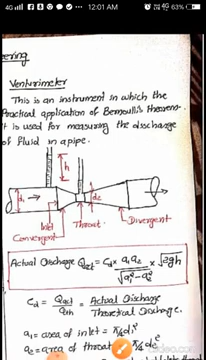 12:01 AM
63%
eering
Venturimeter
This is an instrument in which the
Practical application of Bernoulli's theorem.
it is used for measuring the discharge
of fluid in a pipe.
h
d₁
d₂
Inlet
Throat
Divergent
Convergent
Actual Discharge Qact = Cd × a₁a₂ / √(a₁² - a₂²) × √2gh
Cd = Qact / Qth = Actual Discharge / Theoretical Discharge.
a₁ = area of inlet = π/4 d₁²
a₂ = area of throat = π/4 d₂²